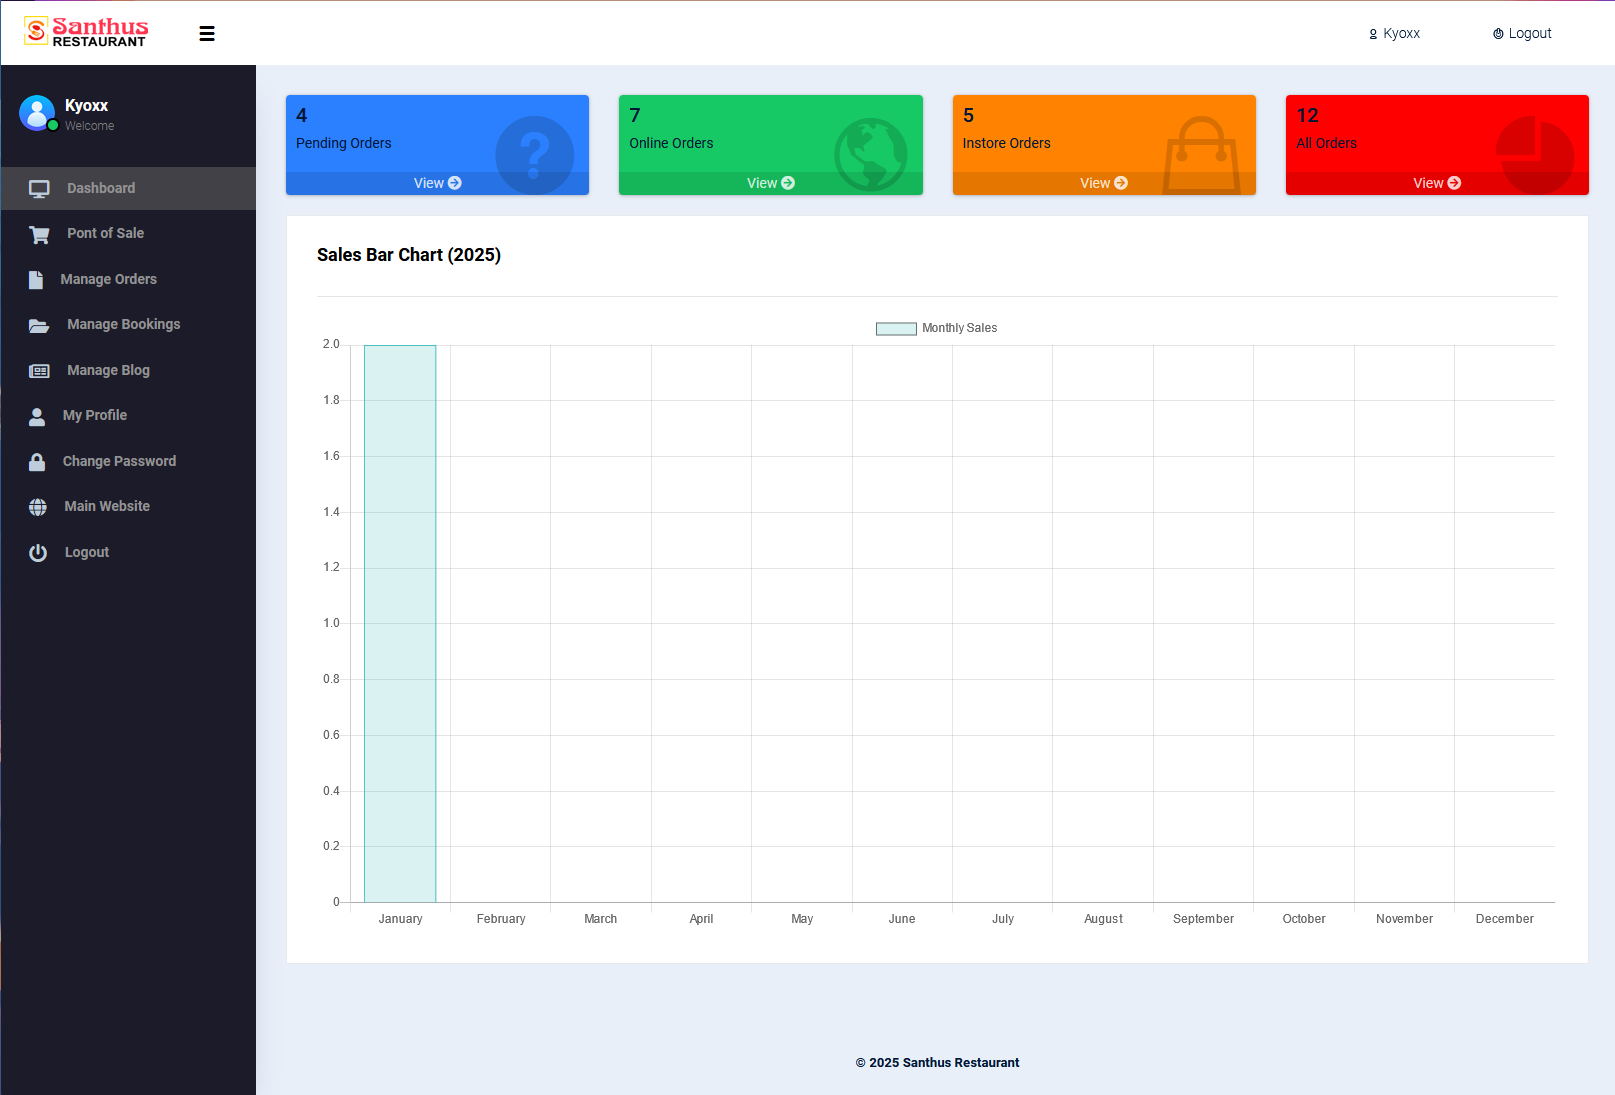 Santhus
RESTAURANT
Kyoxx
Logout
Kyoxx
Welcome
Dashboard
Pont of Sale
Manage Orders
Manage Bookings
Manage Blog
My Profile
Change Password
Main Website
Logout
4
Pending Orders
View
7
Online Orders
View
5
Instore Orders
View
12
All Orders
View
Sales Bar Chart (2025)
Monthly Sales
2.0
1.8
1.6
1.4
1.2
1.0
0.8
0.6
0.4
0.2
0
January February March April May June July August September October November December
© 2025 Santhus Restaurant